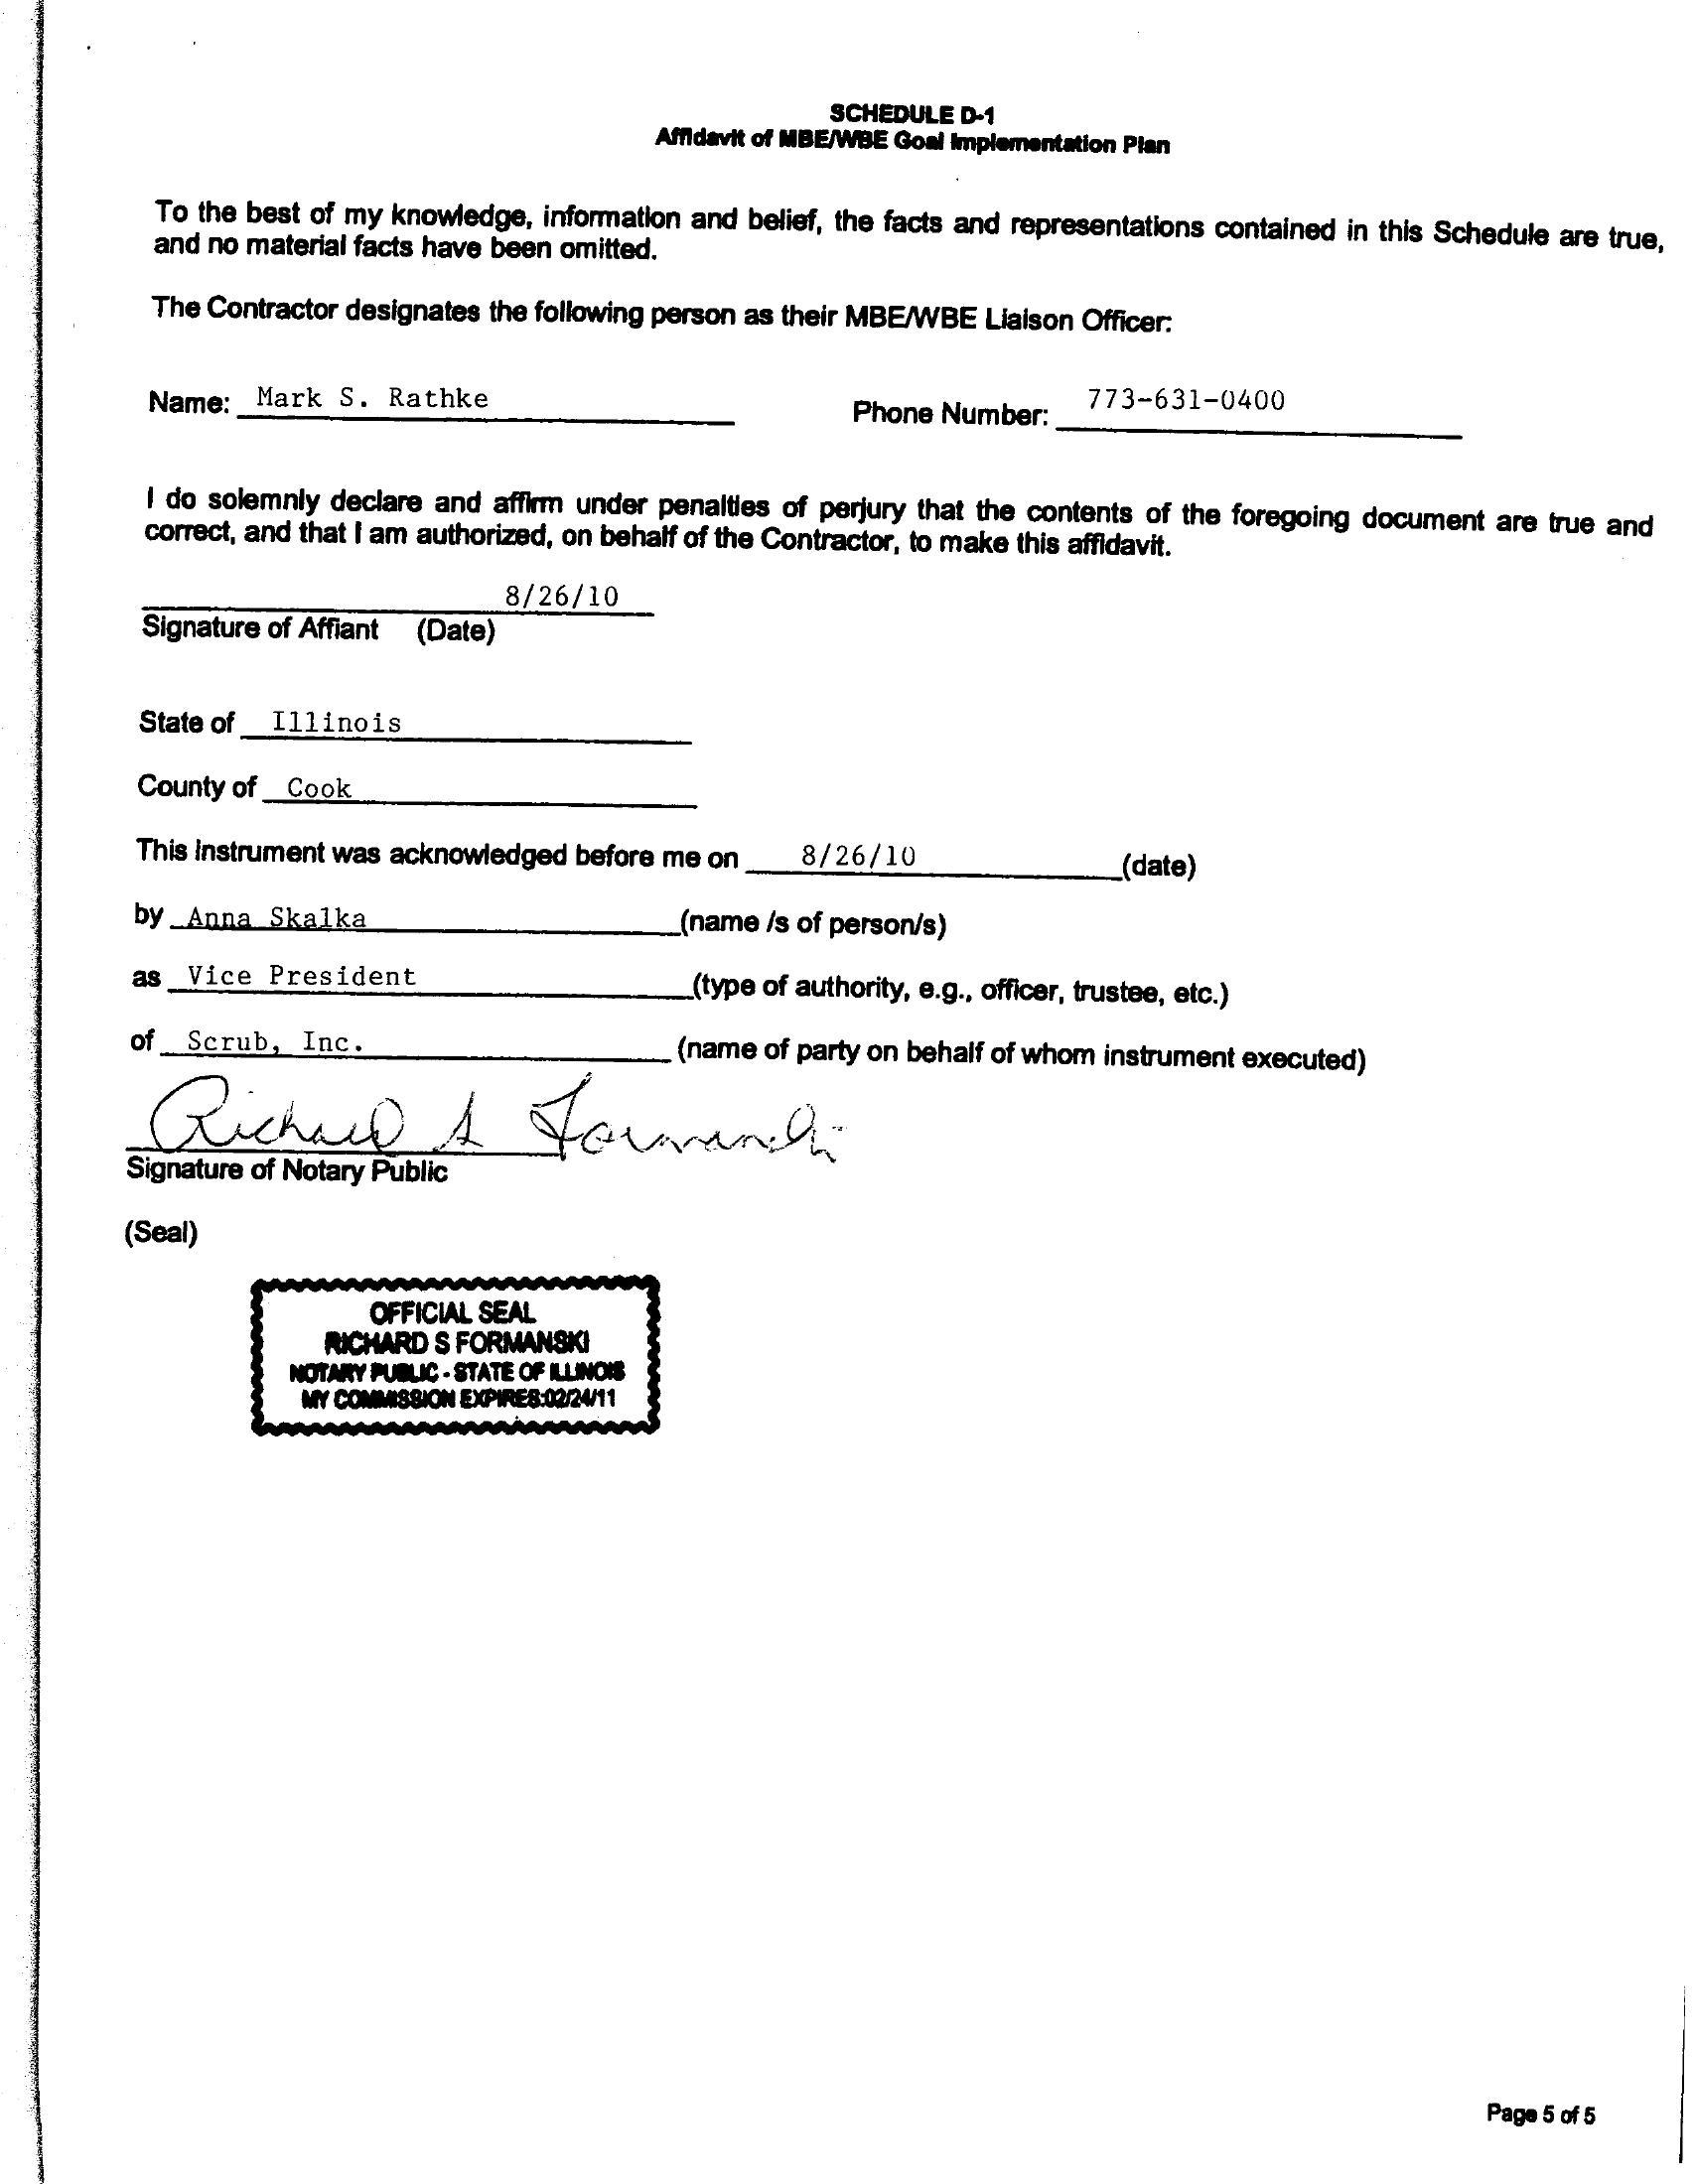 SCHEDULE D-1
Affidavit of MBE/WBE Goal Implementation Plan
To the best of my knowledge, information and belief, the facts and representations contained in this Schedule are true,
and no material facts have been omitted.
The Contractor designates the following person as their MBE/WBE Liaison Officer:
Name: Mark S. Rathke Phone Number: 773-631-0400
I do solemnly declare and affirm under penalties of perjury that the contents of the foregoing document are true and
correct, and that I am authorized, on behalf of the Contractor, to make this affidavit.
8/26/10
Signature of Affiant (Date)
State of Illinois
County of Cook
This instrument was acknowledged before me on 8/26/10 (date)
by Anna Skalka (name /s of person/s)
as Vice President (type of authority, e.g., officer, trustee, etc.)
of Scrub, Inc. (name of party on behalf of whom instrument executed)
Richard S Formanski
Signature of Notary Public
(Seal)
OFFICIAL SEAL
RICHARD S FORMANSKI
NOTARY PUBLIC - STATE OF ILLINOIS
MY COMMISSION EXPIRES:02/24/11
Page 5 of 5